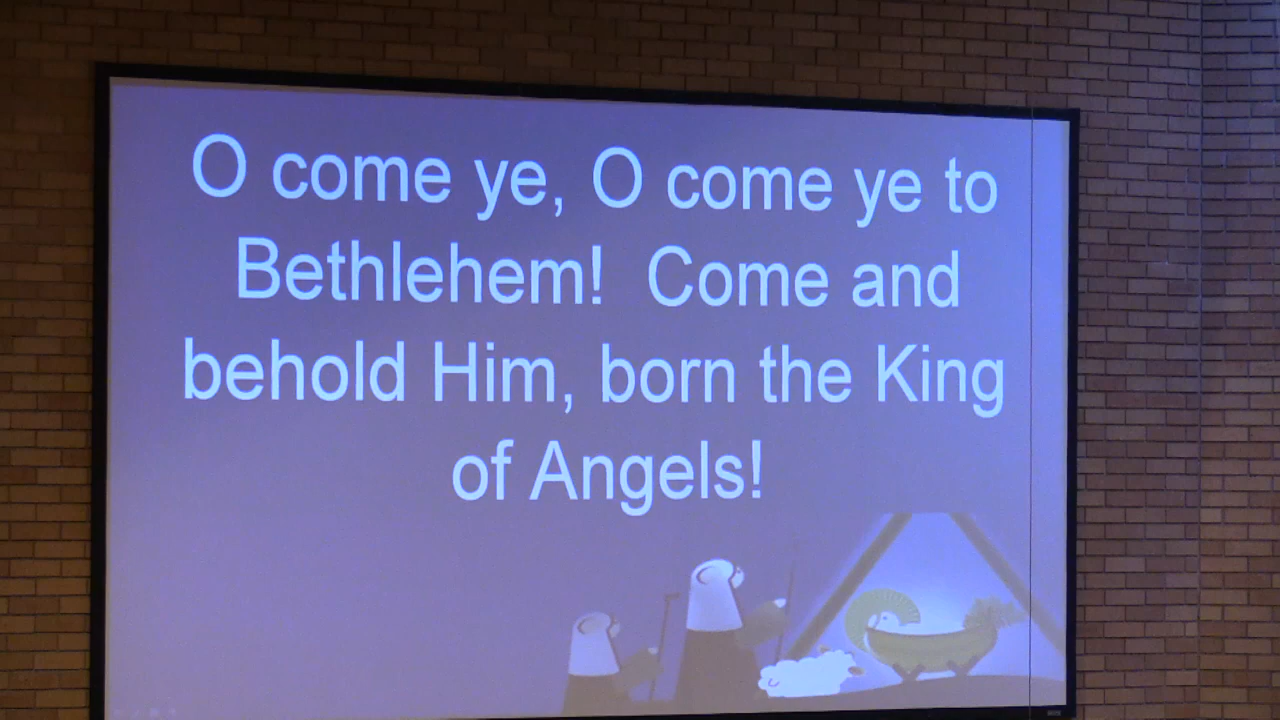 O come ye, O come ye to
Bethlehem!  Come and
behold Him, born the King
of Angels!